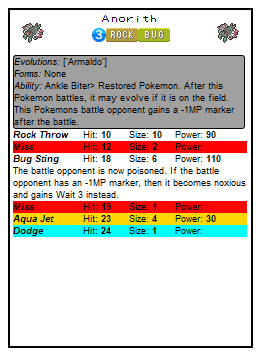 Anorith
3 ROCK BUG
Evolutions: ['Armaldo']
Forms: None
Ability: Ankle Biter> Restored Pokemon. After this
Pokemon battles, it may evolve if it is on the field.
This Pokemons battle opponent gains a -1MP marker
after the battle.
Rock Throw Hit: 10 Size: 10 Power: 90
Miss Hit: 12 Size: 2 Power:
Bug Sting Hit: 18 Size: 6 Power: 110
The battle opponent is now poisoned. If the battle
opponent has an -1MP marker, then it becomes noxious
and gains Wait 3 instead.
Miss Hit: 19 Size: 1 Power:
Aqua Jet Hit: 23 Size: 4 Power: 30
Dodge Hit: 24 Size: 1 Power: